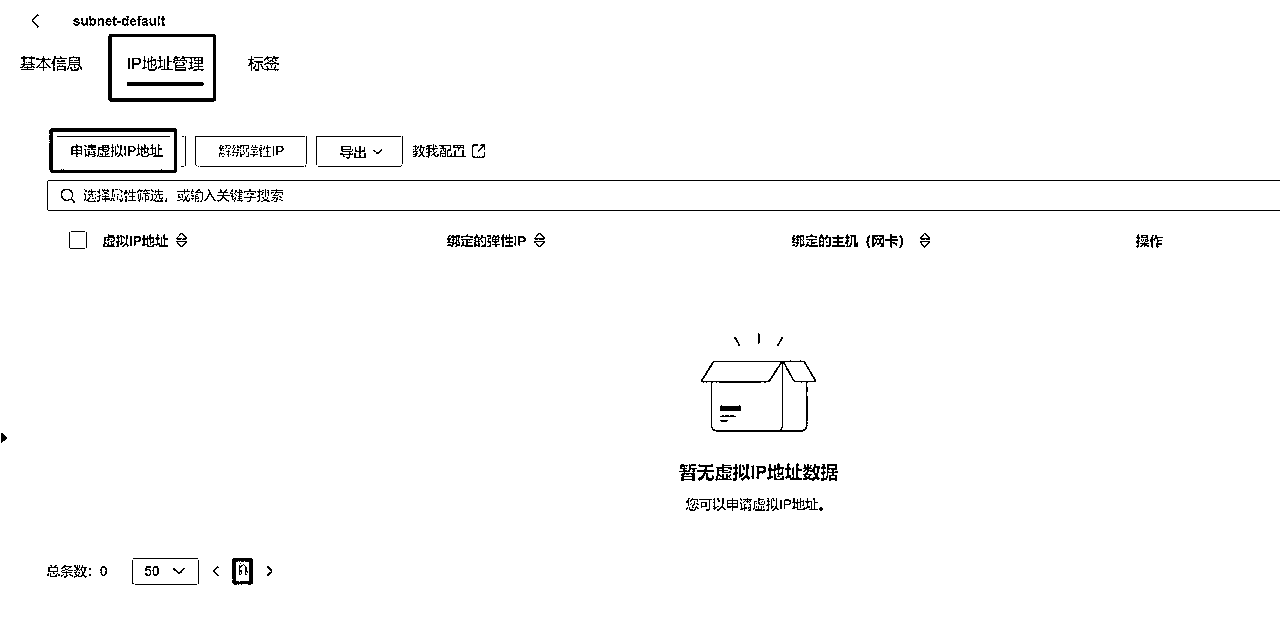 subnet-default
基本信息 IP地址管理 标签
申请虚拟IP地址 解绑弹性IP 导出 教我配置
选择属性筛选，或输入关键字搜索
虚拟IP地址 绑定的弹性IP 绑定的主机（网卡） 操作
暂无虚拟IP地址数据
您可以申请虚拟IP地址。
总条数：0 50